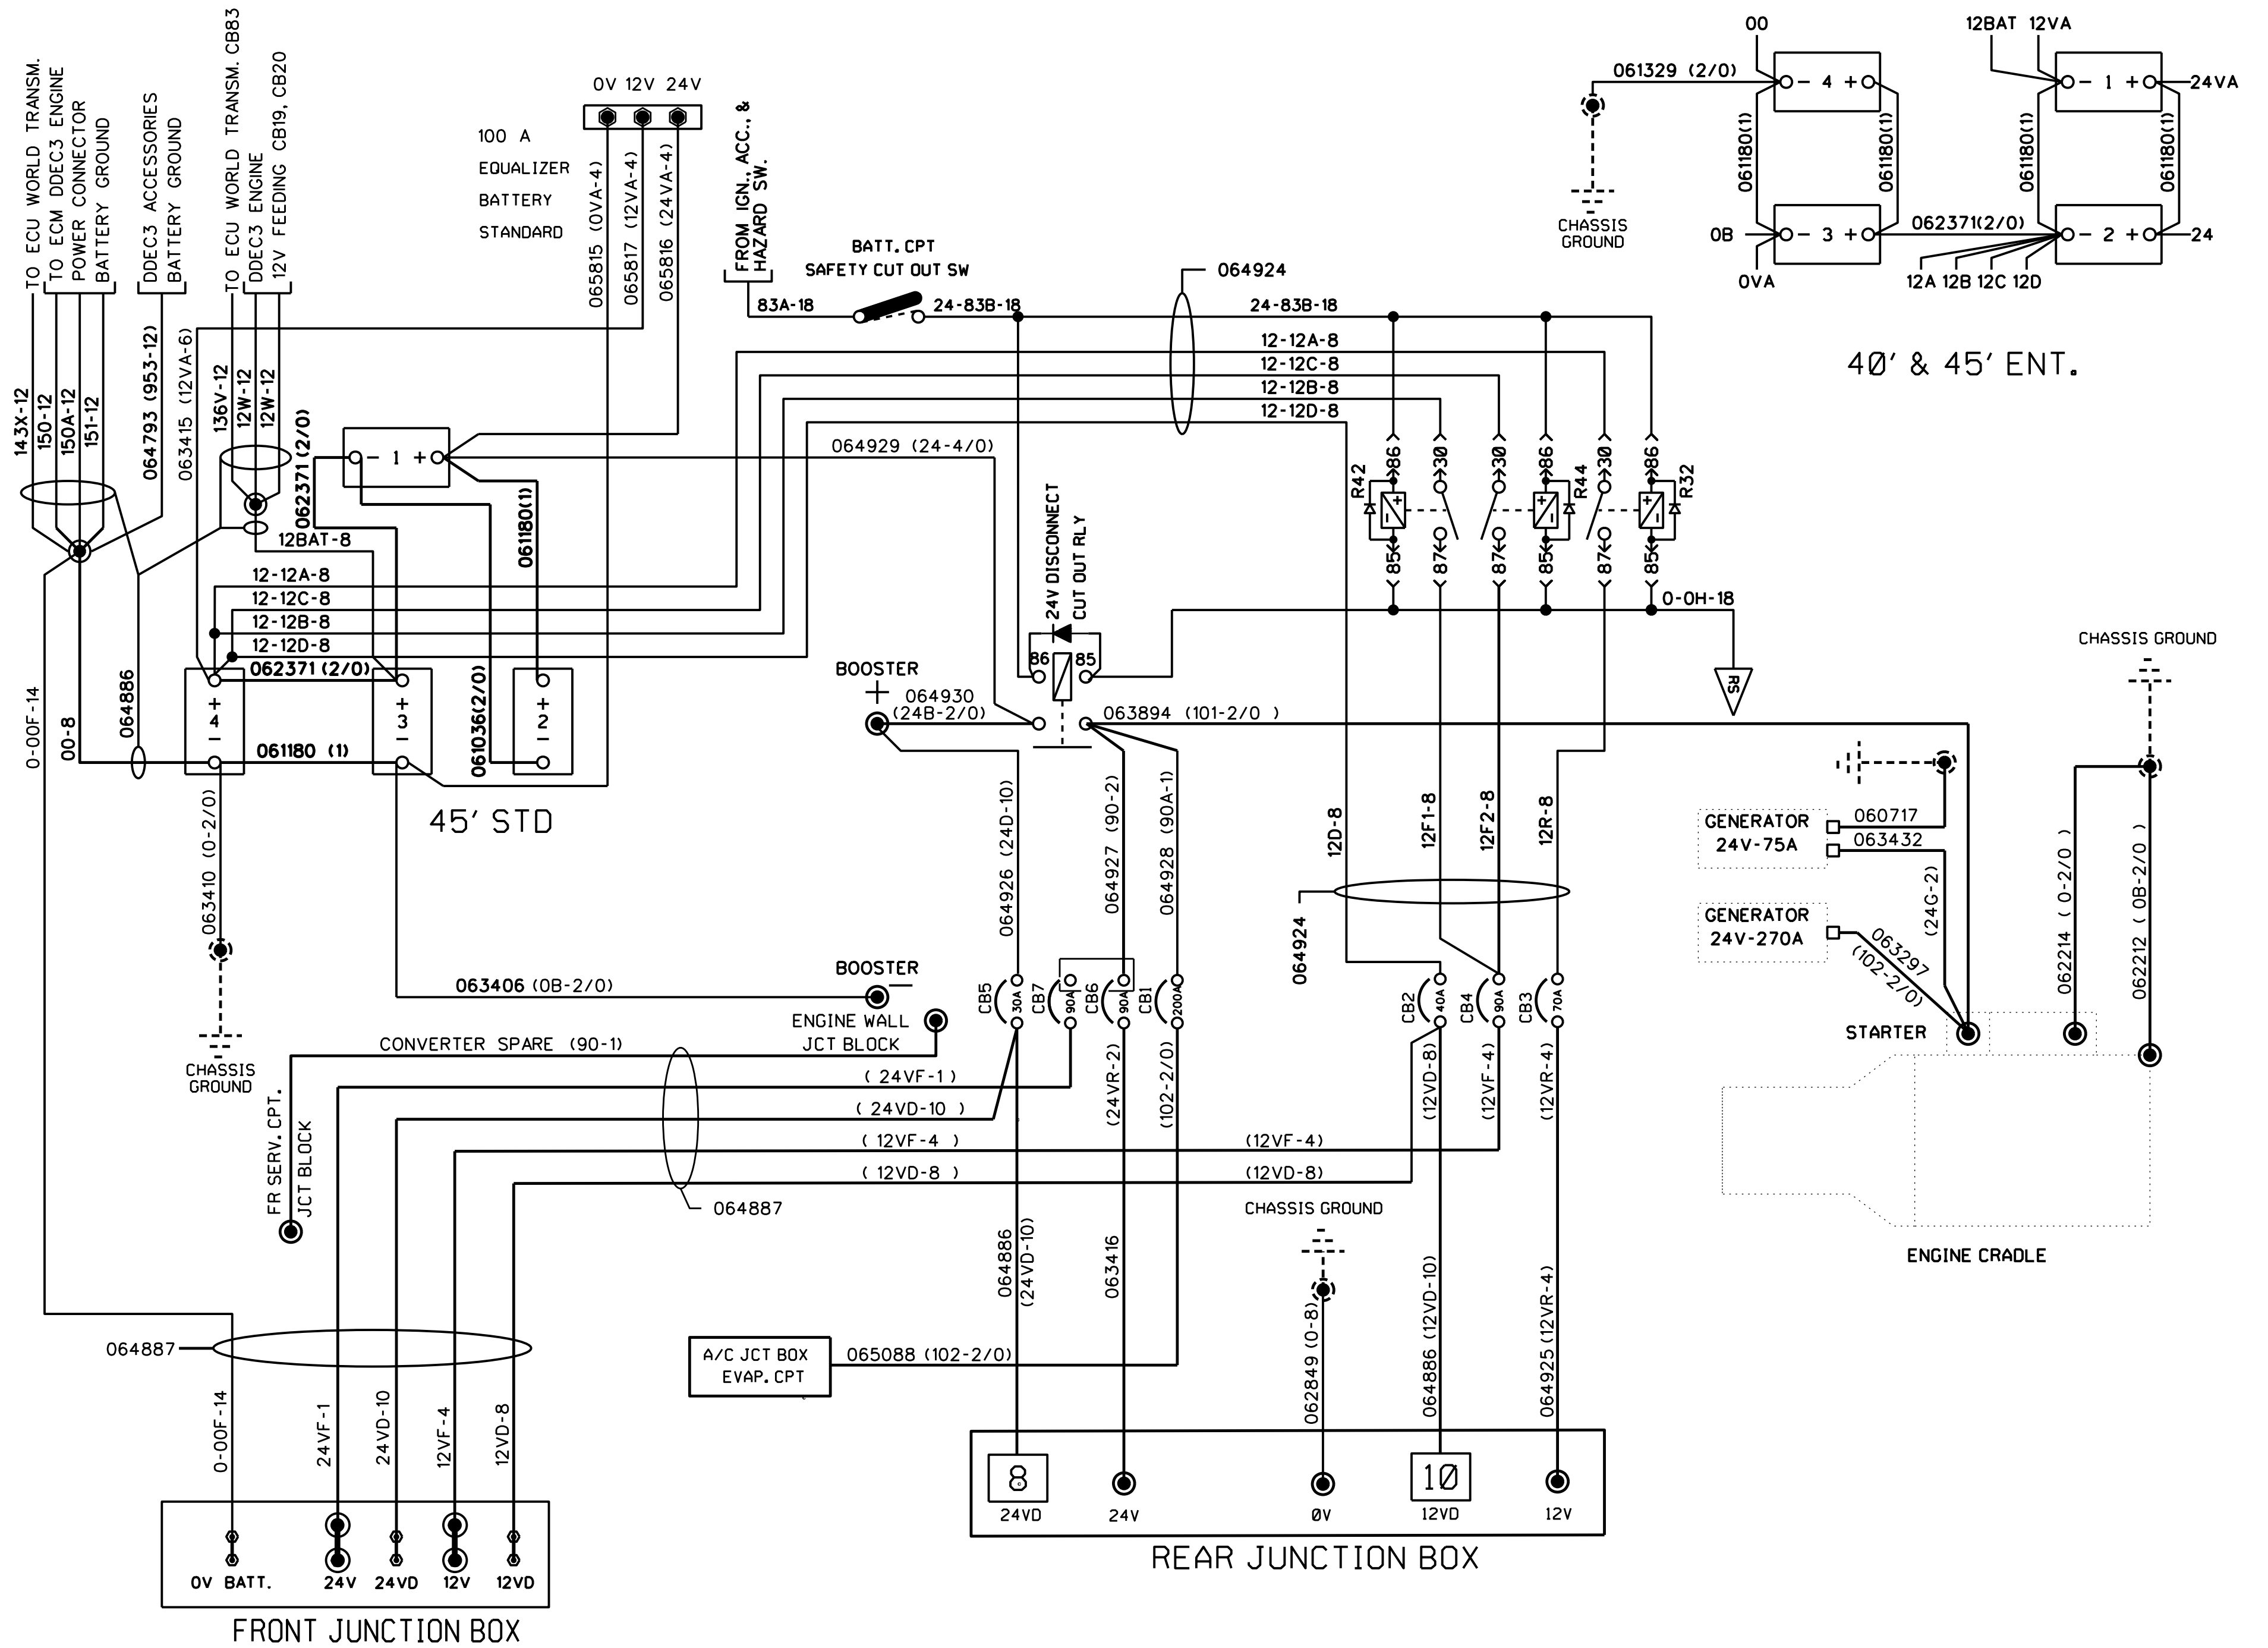 TO ECU WORLD TRANSM.
TO ECM DDEC3 ENGINE
POWER CONNECTOR
BATTERY GROUND
DDEC3 ACCESSORIES
BATTERY GROUND
TO ECU WORLD TRANSM. CB83
DDEC3 ENGINE
12V FEEDING CB19, CB20
143X-12
150-12
150A-12
151-12
064793 (953-12)
063415 (12VA-6)
136V-12
12W-12
12W-12
062371 (2/0)
100 A
EQUALIZER
BATTERY
STANDARD
0V 12V 24V
065815 (0VA-4)
065817 (12VA-4)
065816 (24VA-4)
FROM IGN., ACC., &
HAZARD SW.
BATT. CPT
SAFETY CUT OUT SW
83A-18
24-83B-18
064924
24-83B-18
12-12A-8
12-12C-8
12-12B-8
12-12D-8
064929 (24-4/0)
- 1 +
061180(1)
12BAT-8
12-12A-8
12-12C-8
12-12B-8
12-12D-8
062371 (2/0)
+
4
-
+
3
-
+
2
-
061180 (1)
061036(2/0)
0-00F-14
00-8
064886
45' STD
063410 (0-2/0)
CHASSIS
GROUND
00
061329 (2/0)
- 4 +
061180(1)
061180(1)
0B
- 3 +
0VA
CHASSIS
GROUND
062371(2/0)
12BAT 12VA
- 1 +
24VA
061180(1)
061180(1)
- 2 +
24
12A 12B 12C 12D
40' & 45' ENT.
R42
86
30
30
86
R44
30
86
R32
+
-
+
-
+
-
85
87
87
85
87
85
0-0H-18
RS
24V DISCONNECT
CUT OUT RLY
86 85
BOOSTER
+
064930
(24B-2/0)
063894 (101-2/0 )
064926 (24D-10)
064927 (90-2)
064928 (90A-1)
12D-8
12F1-8
12F2-8
12R-8
064924
063406 (0B-2/0)
BOOSTER
-
ENGINE WALL
JCT BLOCK
CONVERTER SPARE (90-1)
CB5
30A
CB7
90A
CB6
90A
CB1
200A
CB2
40A
CB4
90A
CB3
70A
( 24VF-1 )
( 24VD-10 )
( 12VF-4 )
( 12VD-8 )
(12VF-4)
(12VD-8)
(24VR-2)
(102-2/0)
(12VD-8)
(12VF-4)
(12VR-4)
FR SERV. CPT.
JCT BLOCK
064887
CHASSIS GROUND
064886
(24VD-10)
063416
062849 (0-8)
064886 (12VD-10)
064925 (12VR-4)
A/C JCT BOX
EVAP. CPT
065088 (102-2/0)
8
24VD
24V
0V
10
12VD
12V
REAR JUNCTION BOX
064887
0-00F-14
24VF-1
24VD-10
12VF-4
12VD-8
0V BATT.
24V
24VD
12V
12VD
FRONT JUNCTION BOX
CHASSIS GROUND
GENERATOR
24V-75A
060717
063432
(24G-2)
GENERATOR
24V-270A
063297
(102-2/0)
062214 ( 0-2/0 )
062212 ( 0B-2/0 )
STARTER
ENGINE CRADLE